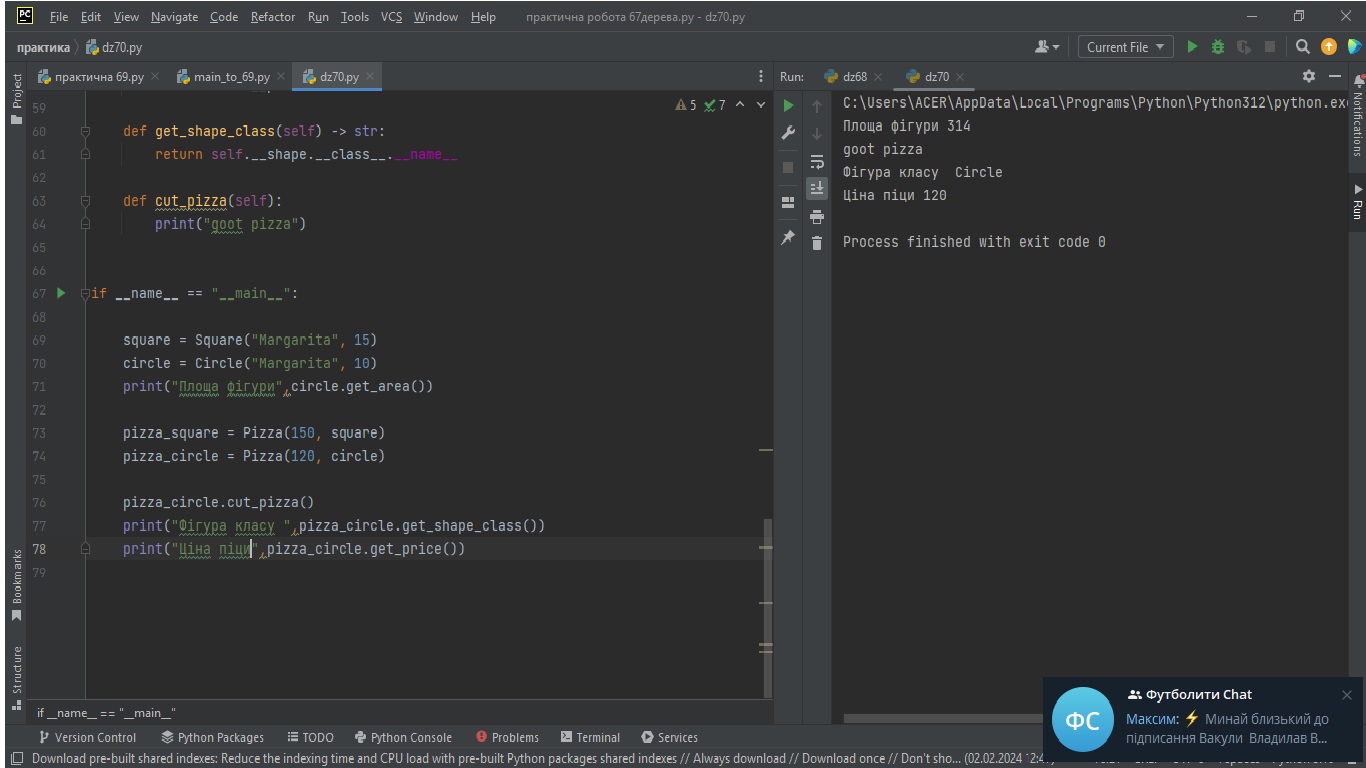 PC File Edit View Navigate Code Refactor Run Tools VCS Window Help практична робота 67дерева.py - dz70.py
практика dz70.py Current File
Project практична 69.py main_to_69.py dz70.py
5 7
59
60 def get_shape_class(self) -> str:
61 return self.__shape.__class__.__name__
62
63 def cut_pizza(self):
64 print("goot pizza")
65
66
67 if __name__ == "__main__":
68
69 square = Square("Margarita", 15)
70 circle = Circle("Margarita", 10)
71 print("Площа фігури",circle.get_area())
72
73 pizza_square = Pizza(150, square)
74 pizza_circle = Pizza(120, circle)
75
76 pizza_circle.cut_pizza()
77 print("Фігура класу ",pizza_circle.get_shape_class())
78 print("Ціна піци",pizza_circle.get_price())
79
if __name__ == "__main__"
Bookmarks
Structure
Run: dz68 dz70
C:\Users\ACER\AppData\Local\Programs\Python\Python312\python.exe
Площа фігури 314
goot pizza
Фігура класу  Circle
Ціна піци 120
Process finished with exit code 0
Notifications
Run
ФС
Футболити Chat
Максим: ⚡ Минай близький до
підписання Вакули Владилав В...
Version Control Python Packages TODO Python Console Problems Terminal Services
Download pre-built shared indexes: Reduce the indexing time and CPU load with pre-built Python packages shared indexes // Always download // Download once // Don't sho... (02.02.2024